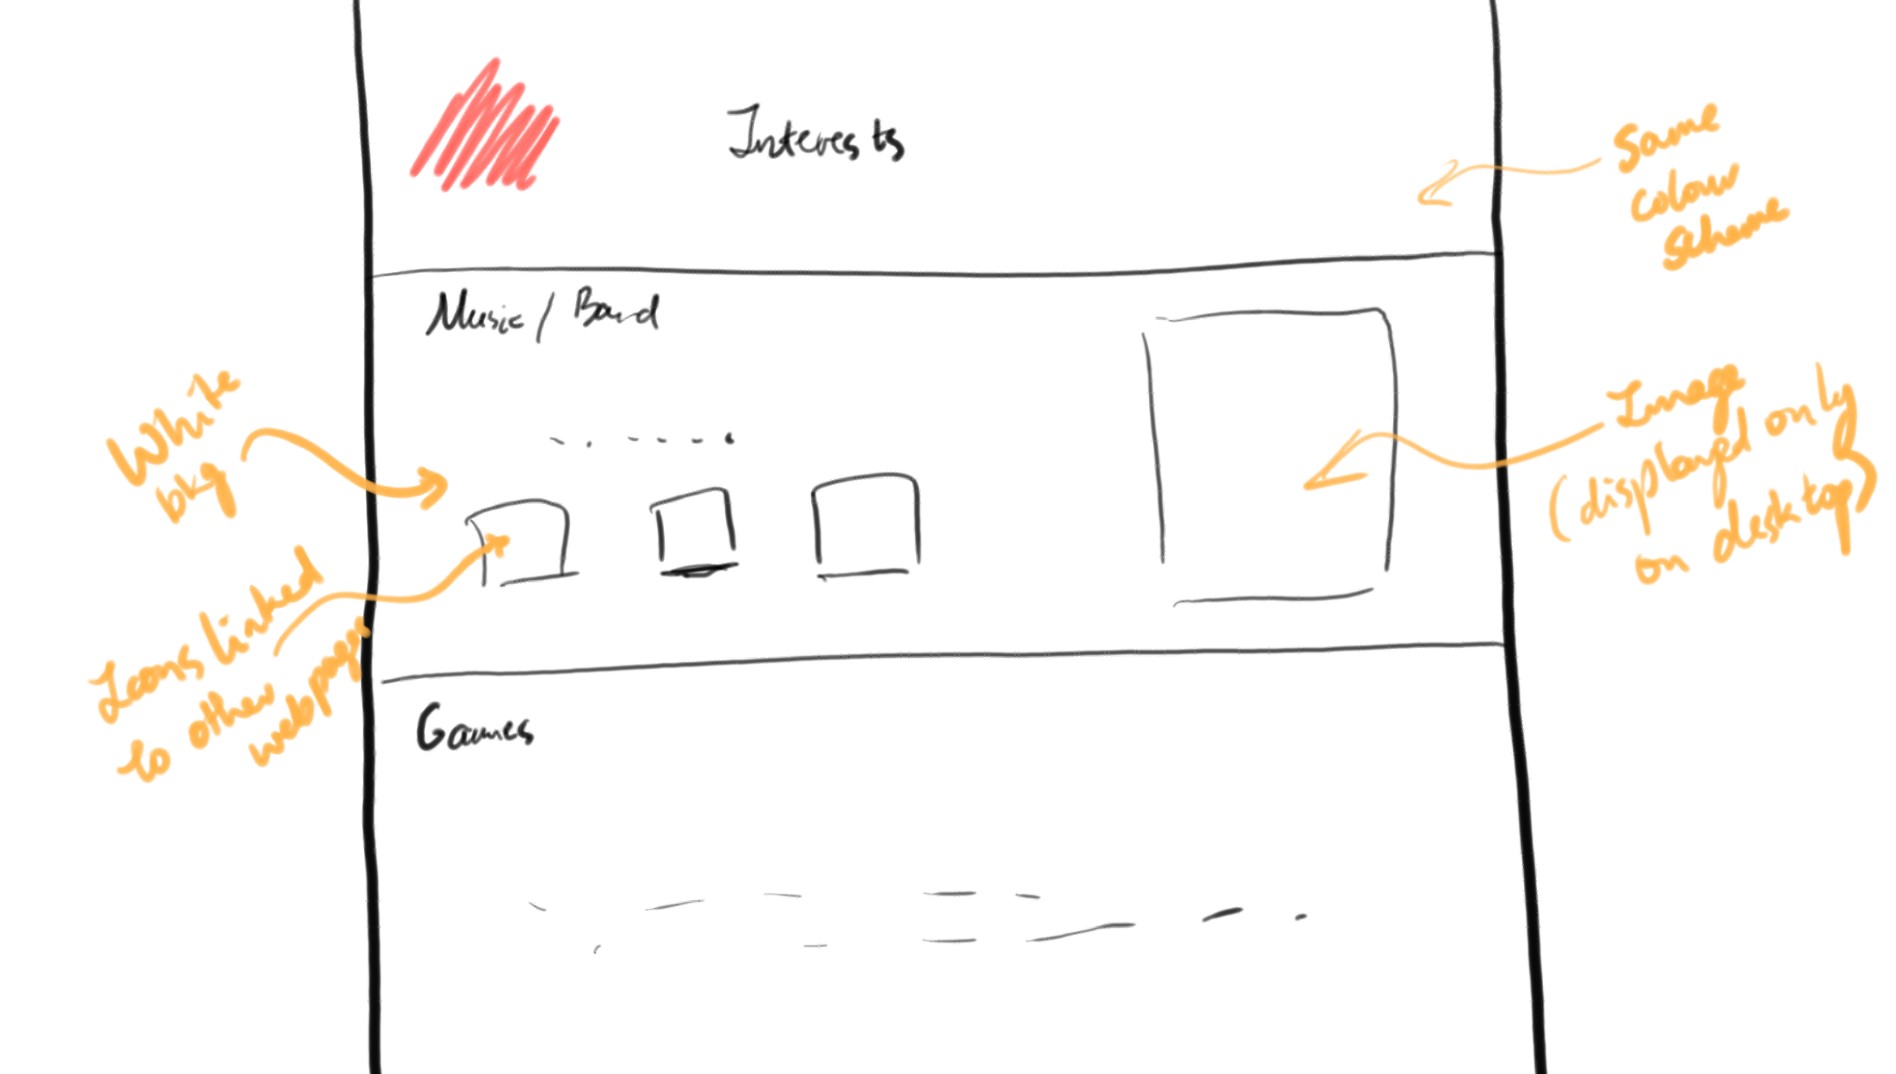 Interests
Same
colour
scheme
Music / Band
White
bkg
Image
(displayed only
on desktop)
Icons linked
to other
webpages
Games